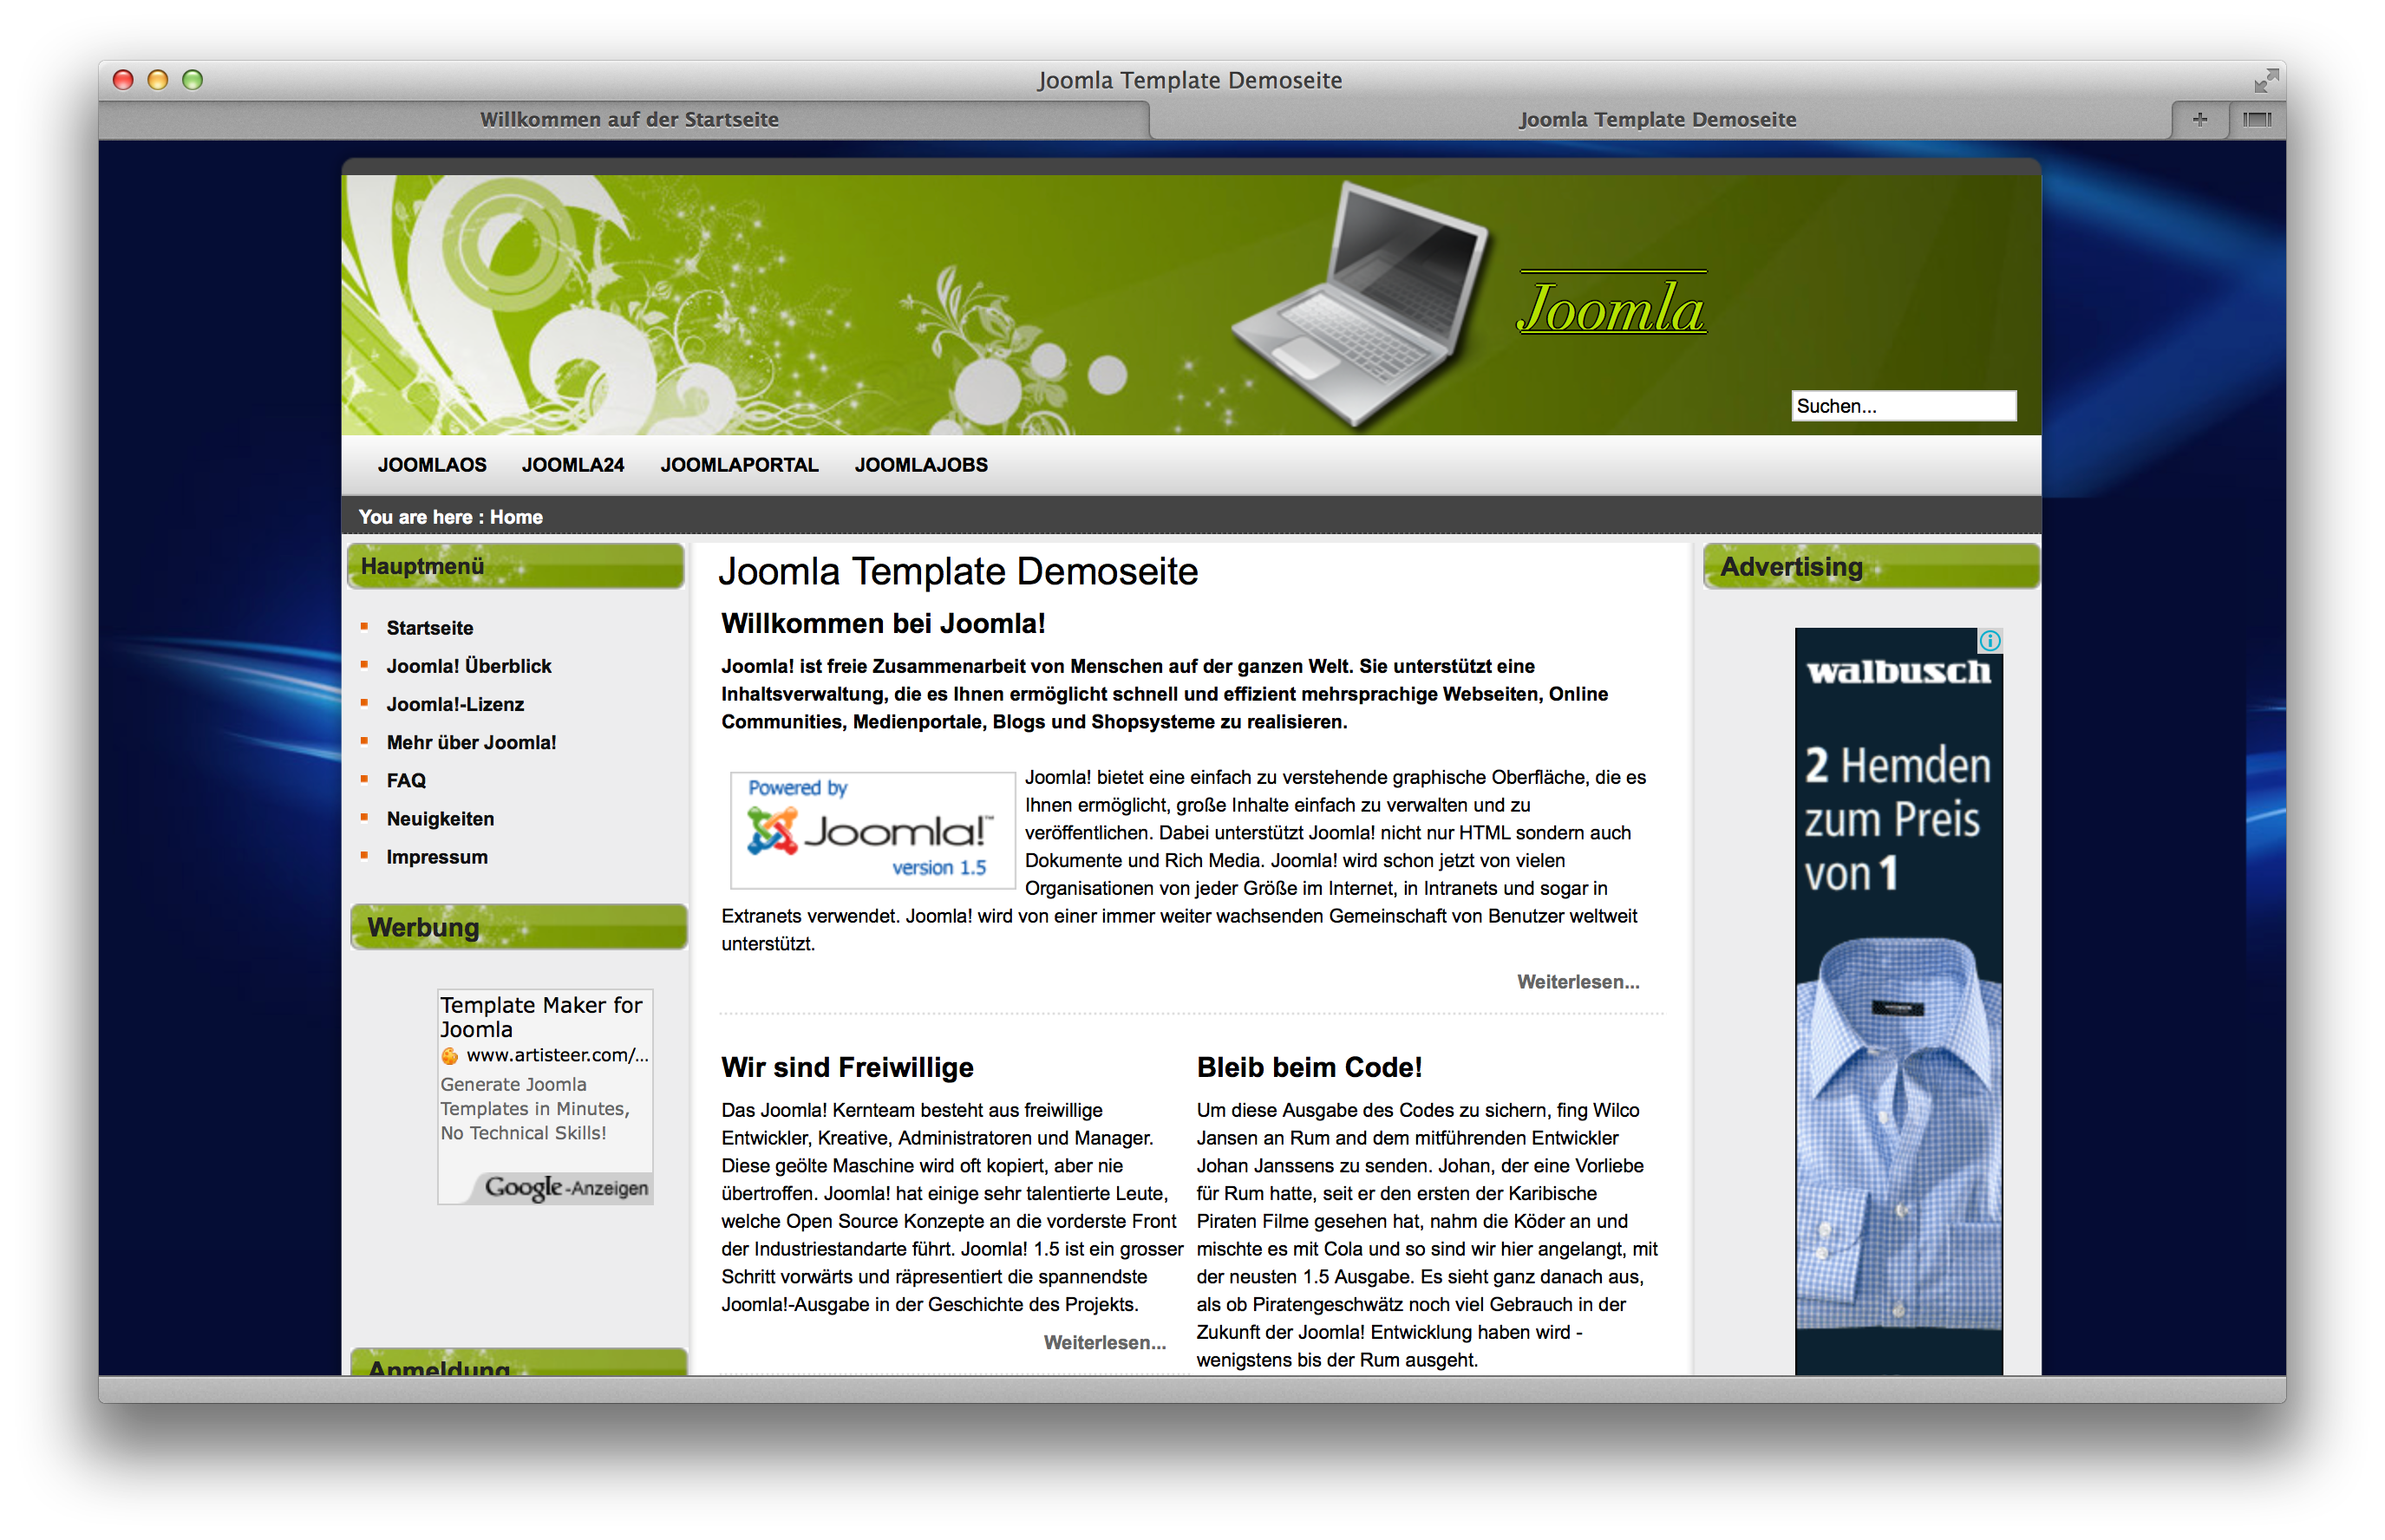 Joomla Template Demoseite
Willkommen auf der Startseite
Joomla Template Demoseite
Joomla
Suchen...
JOOMLAOS JOOMLA24 JOOMLAPORTAL JOOMLAJOBS
You are here : Home
Hauptmenü
Startseite
Joomla! Überblick
Joomla!-Lizenz
Mehr über Joomla!
FAQ
Neuigkeiten
Impressum
Werbung
Template Maker for
Joomla
www.artisteer.com/...
Generate Joomla
Templates in Minutes,
No Technical Skills!
Google-Anzeigen
Anmeldung
Joomla Template Demoseite
Willkommen bei Joomla!
Joomla! ist freie Zusammenarbeit von Menschen auf der ganzen Welt. Sie unterstützt eine
Inhaltsverwaltung, die es Ihnen ermöglicht schnell und effizient mehrsprachige Webseiten, Online
Communities, Medienportale, Blogs und Shopsysteme zu realisieren.
Powered by
Joomla!™
version 1.5
Joomla! bietet eine einfach zu verstehende graphische Oberfläche, die es
Ihnen ermöglicht, große Inhalte einfach zu verwalten und zu
veröffentlichen. Dabei unterstützt Joomla! nicht nur HTML sondern auch
Dokumente und Rich Media. Joomla! wird schon jetzt von vielen
Organisationen von jeder Größe im Internet, in Intranets und sogar in
Extranets verwendet. Joomla! wird von einer immer weiter wachsenden Gemeinschaft von Benutzer weltweit
unterstützt.
Weiterlesen...
Wir sind Freiwillige
Das Joomla! Kernteam besteht aus freiwillige
Entwickler, Kreative, Administratoren und Manager.
Diese geölte Maschine wird oft kopiert, aber nie
übertroffen. Joomla! hat einige sehr talentierte Leute,
welche Open Source Konzepte an die vorderste Front
der Industriestandarte führt. Joomla! 1.5 ist ein grosser
Schritt vorwärts und räpresentiert die spannendste
Joomla!-Ausgabe in der Geschichte des Projekts.
Weiterlesen...
Bleib beim Code!
Um diese Ausgabe des Codes zu sichern, fing Wilco
Jansen an Rum and dem mitführenden Entwickler
Johan Janssens zu senden. Johan, der eine Vorliebe
für Rum hatte, seit er den ersten der Karibische
Piraten Filme gesehen hat, nahm die Köder an und
mischte es mit Cola und so sind wir hier angelangt, mit
der neusten 1.5 Ausgabe. Es sieht ganz danach aus,
als ob Piratengeschwätz noch viel Gebrauch in der
Zukunft der Joomla! Entwicklung haben wird -
wenigstens bis der Rum ausgeht.
Advertising
walbusch
2 Hemden
zum Preis
von 1